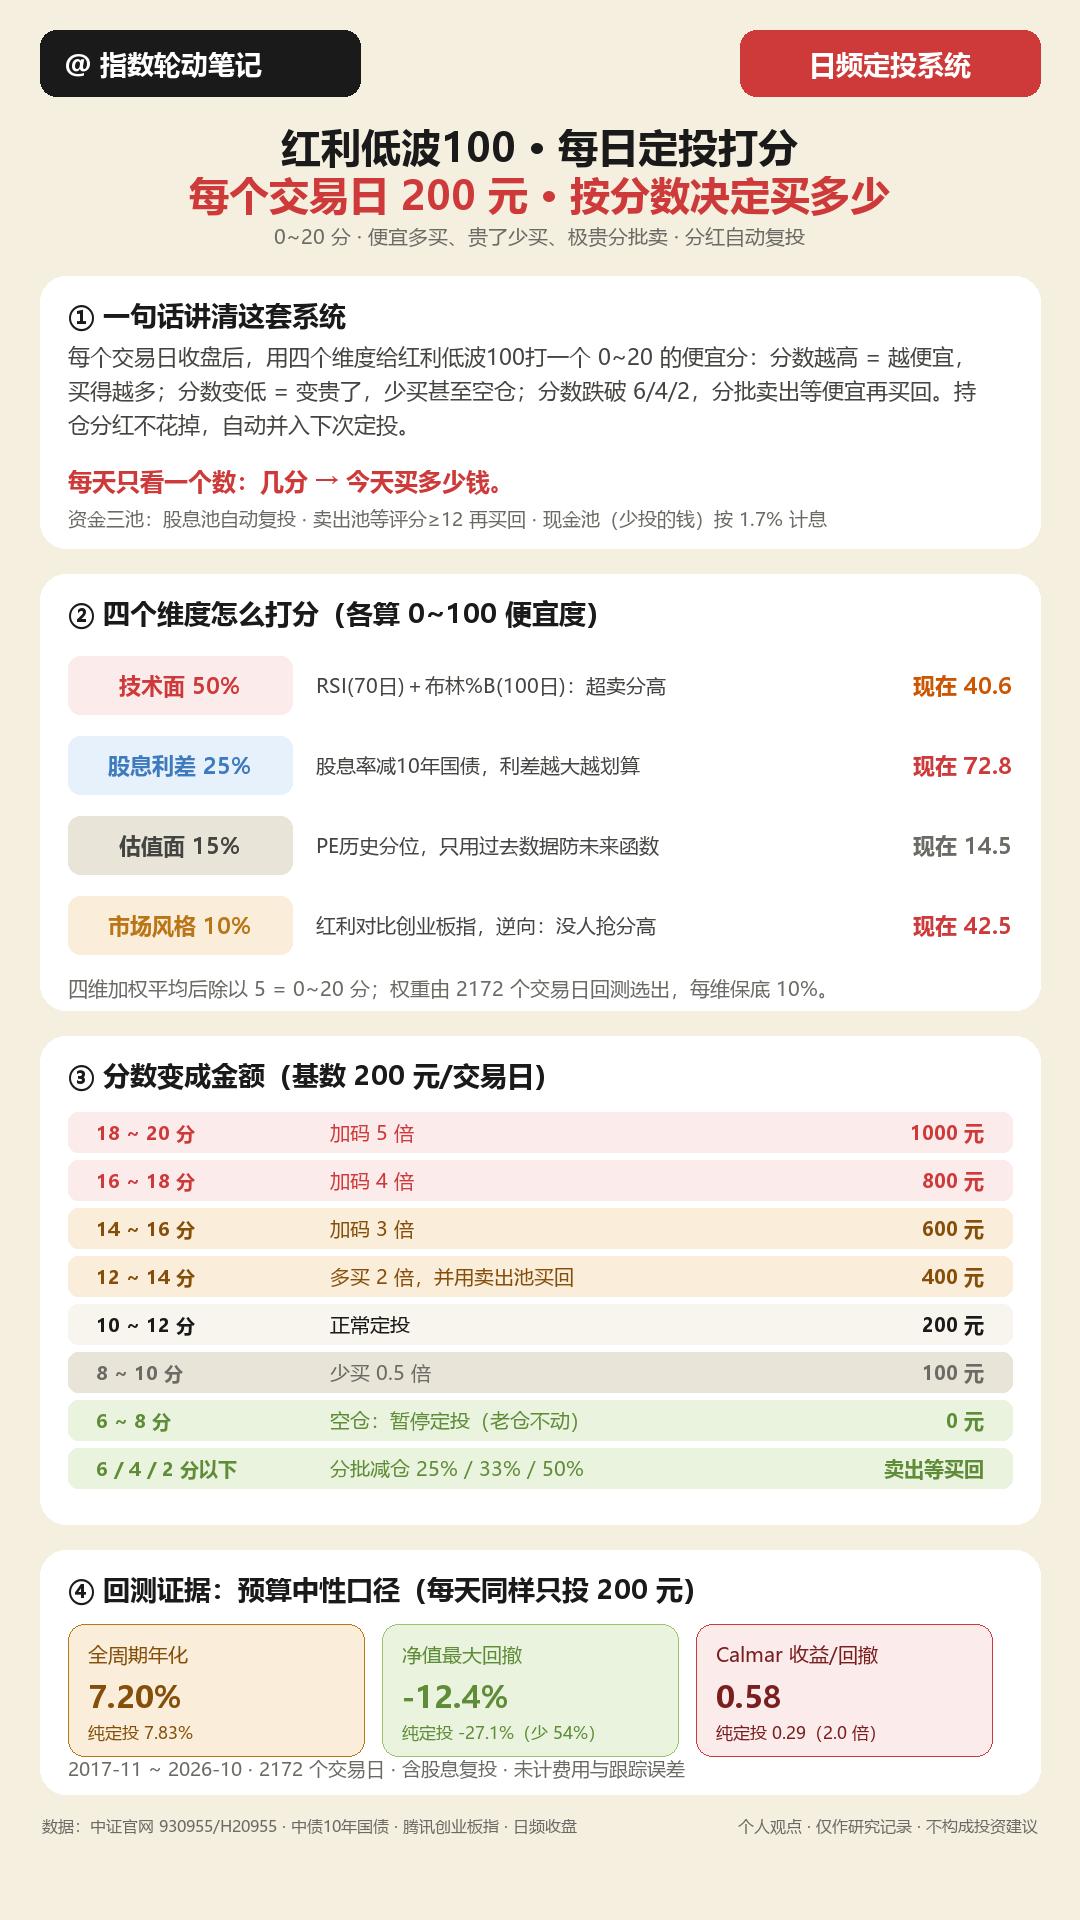 @ 指数轮动笔记
日频定投系统
红利低波100 • 每日定投打分
每个交易日 200 元 • 按分数决定买多少
0~20 分 · 便宜多买、贵了少买、极贵分批卖 · 分红自动复投
① 一句话讲清这套系统
每个交易日收盘后，用四个维度给红利低波100打一个 0~20 的便宜分：分数越高 = 越便宜，
买得越多；分数变低 = 变贵了，少买甚至空仓；分数跌破 6/4/2，分批卖出等便宜再买回。持
仓分红不花掉，自动并入下次定投。
每天只看一个数：几分 → 今天买多少钱。
资金三池：股息池自动复投 · 卖出池等评分≥12 再买回 · 现金池（少投的钱）按 1.7% 计息
② 四个维度怎么打分（各算 0~100 便宜度）
技术面 50% RSI(70日)＋布林%B(100日)：超卖分高 现在 40.6
股息利差 25% 股息率减10年国债，利差越大越划算 现在 72.8
估值面 15% PE历史分位，只用过去数据防未来函数 现在 14.5
市场风格 10% 红利对比创业板指，逆向：没人抢分高 现在 42.5
四维加权平均后除以 5 = 0~20 分；权重由 2172 个交易日回测选出，每维保底 10%。
③ 分数变成金额（基数 200 元/交易日）
18 ~ 20 分 加码 5 倍 1000 元
16 ~ 18 分 加码 4 倍 800 元
14 ~ 16 分 加码 3 倍 600 元
12 ~ 14 分 多买 2 倍，并用卖出池买回 400 元
10 ~ 12 分 正常定投 200 元
8 ~ 10 分 少买 0.5 倍 100 元
6 ~ 8 分 空仓：暂停定投（老仓不动） 0 元
6 / 4 / 2 分以下 分批减仓 25% / 33% / 50% 卖出等买回
④ 回测证据：预算中性口径（每天同样只投 200 元）
全周期年化
7.20%
纯定投 7.83%
净值最大回撤
-12.4%
纯定投 -27.1%（少 54%）
Calmar 收益/回撤
0.58
纯定投 0.29（2.0 倍）
2017-11 ~ 2026-10 · 2172 个交易日 · 含股息复投 · 未计费用与跟踪误差
数据：中证官网 930955/H20955 · 中债10年国债 · 腾讯创业板指 · 日频收盘
个人观点 · 仅作研究记录 · 不构成投资建议